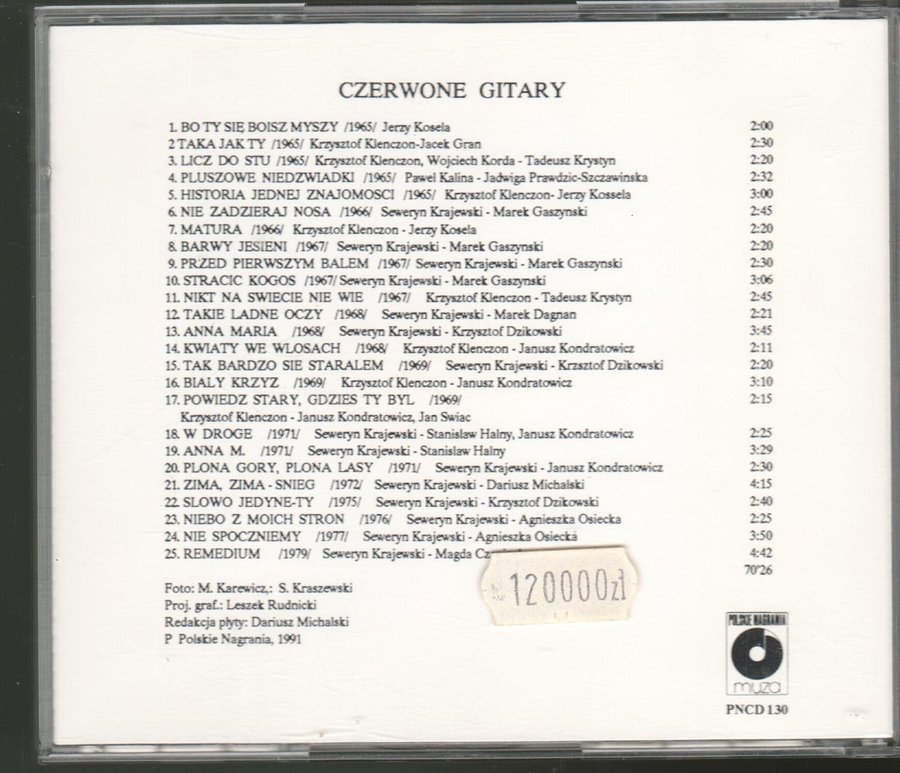 CZERWONE GITARY
1. BO TY SIĘ BOISZ MYSZY /1965/ Jerzy Kosela 2:00
2 TAKA JAK TY /1965/ Krzysztof Klenczon-Jacek Gran 2:30
3. LICZ DO STU /1965/ Krzysztof Klenczon, Wojciech Korda - Tadeusz Krystyn 2:20
4. PLUSZOWE NIEDZWIADKI /1965/ Pawel Kalina - Jadwiga Prawdzic-Szczawinska 2:32
5. HISTORIA JEDNEJ ZNAJOMOSCI /1965/ Krzysztof Klenczon- Jerzy Kossela 3:00
6. NIE ZADZIERAJ NOSA /1966/ Seweryn Krajewski - Marek Gaszynski 2:45
7. MATURA /1966/ Krzysztof Klenczon - Jerzy Kosela 2:20
8. BARWY JESIENI /1967/ Seweryn Krajewski - Marek Gaszynski 2:20
9. PRZED PIERWSZYM BALEM /1967/ Seweryn Krajewski - Marek Gaszynski 2:30
10. STRACIC KOGOS /1967/ Seweryn Krajewski - Marek Gaszynski 3:06
11. NIKT NA SWIECIE NIE WIE /1967/ Krzysztof Klenczon - Tadeusz Krystyn 2:45
12. TAKIE LADNE OCZY /1968/ Seweryn Krajewski - Marek Dagnan 2:21
13. ANNA MARIA /1968/ Seweryn Krajewski - Krzysztof Dzikowski 3:45
14. KWIATY WE WLOSACH /1968/ Krzysztof Klenczon - Janusz Kondratowicz 2:11
15. TAK BARDZO SIE STARALEM /1969/ Seweryn Krajewski - Krzsztof Dzikowski 2:20
16. BIALY KRZYZ /1969/ Krzysztof Klenczon - Janusz Kondratowicz 3:10
17. POWIEDZ STARY, GDZIES TY BYL /1969/ 2:15
Krzysztof Klenczon - Janusz Kondratowicz, Jan Swiac
18. W DROGE /1971/ Seweryn Krajewski - Stanislaw Halny, Janusz Kondratowicz 2:25
19. ANNA M. /1971/ Seweryn Krajewski - Stanislaw Halny 3:29
20. PLONA GORY, PLONA LASY /1971/ Seweryn Krajewski - Janusz Kondratowicz 2:30
21. ZIMA, ZIMA - SNIEG /1972/ Seweryn Krajewski - Dariusz Michalski 4:15
22. SLOWO JEDYNE-TY /1975/ Seweryn Krajewski - Krzysztof Dzikowski 2:40
23. NIEBO Z MOICH STRON /1976/ Seweryn Krajewski - Agnieszka Osiecka 2:25
24. NIE SPOCZNIEMY /1977/ Seweryn Krajewski - Agnieszka Osiecka 3:50
25. REMEDIUM /1979/ Seweryn Krajewski - Magda 4:42
70"26
120000zł
Foto: M. Karewicz,: S. Kraszewski
Proj. graf.: Leszek Rudnicki
Redakcja plyty: Dariusz Michalski
P Polskie Nagrania, 1991
POLSKIE NAGRANIA
muza
PNCD 130